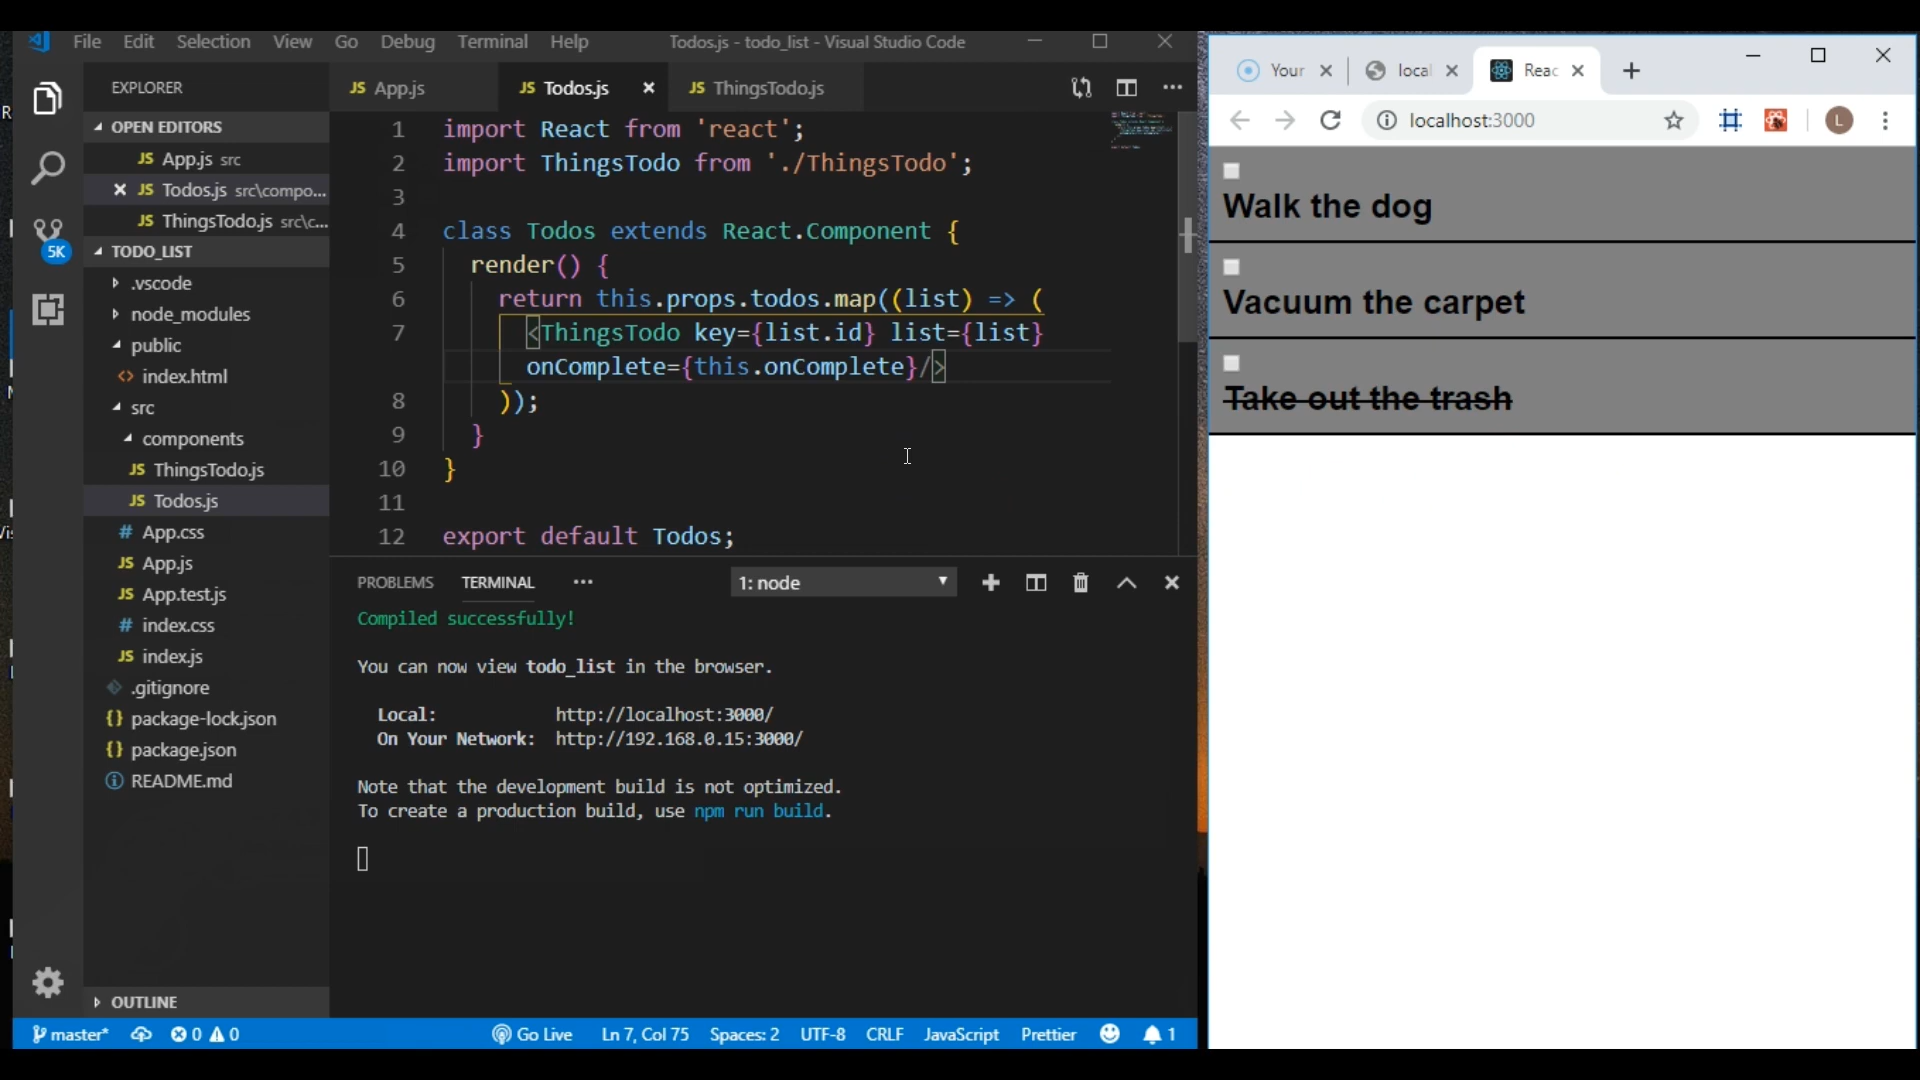 File Edit Selection View Go Debug Terminal Help Todos.js - todo_list - Visual Studio Code
EXPLORER
OPEN EDITORS
JS App.js src
JS Todos.js src\compo...
JS ThingsTodo.js src\c...
TODO_LIST
.vscode
node_modules
public
<> index.html
src
components
JS ThingsTodo.js
JS Todos.js
# App.css
JS App.js
JS App.test.js
# index.css
JS index.js
.gitignore
{} package-lock.json
{} package.json
README.md
OUTLINE
5K
JS App.js JS Todos.js JS ThingsTodo.js
1 import React from 'react';
2 import ThingsTodo from './ThingsTodo';
3
4 class Todos extends React.Component {
5 render() {
6 return this.props.todos.map((list) => (
7 <ThingsTodo key={list.id} list={list}
onComplete={this.onComplete}/>
8 ));
9 }
10 }
11
12 export default Todos;
PROBLEMS TERMINAL ... 1: node
Compiled successfully!
You can now view todo_list in the browser.
Local: http://localhost:3000/
On Your Network: http://192.168.0.15:3000/
Note that the development build is not optimized.
To create a production build, use npm run build.
master* 0 0 Go Live Ln 7, Col 75 Spaces: 2 UTF-8 CRLF JavaScript Prettier 1
Your local Reac
localhost:3000 L
Walk the dog
Vacuum the carpet
Take out the trash